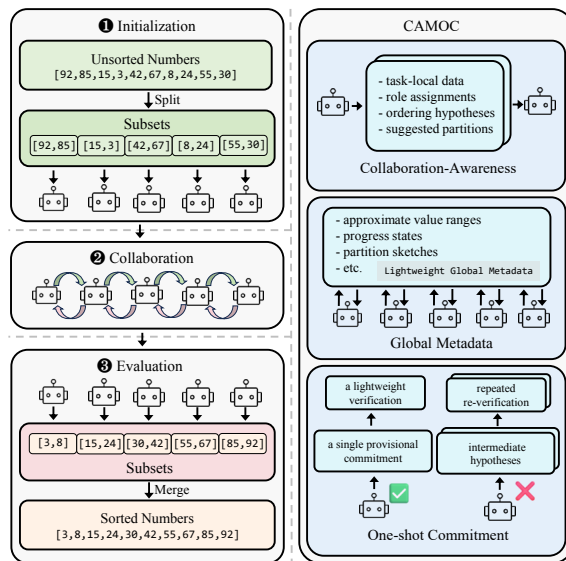 ❶ Initialization
Unsorted Numbers
[92,85,15,3,42,67,8,24,55,30]
Split
Subsets
[92,85] [15,3] [42,67] [8,24] [55,30]
❷ Collaboration
❸ Evaluation
[3,8] [15,24] [30,42] [55,67] [85,92]
Subsets
Merge
Sorted Numbers
[3,8,15,24,30,42,55,67,85,92]
CAMOC
- task-local data
- role assignments
- ordering hypotheses
- suggested partitions
Collaboration-Awareness
- approximate value ranges
- progress states
- partition sketches
- etc.
Lightweight Global Metadata
Global Metadata
a lightweight
verification
repeated
re-verification
a single provisional
commitment
intermediate
hypotheses
One-shot Commitment